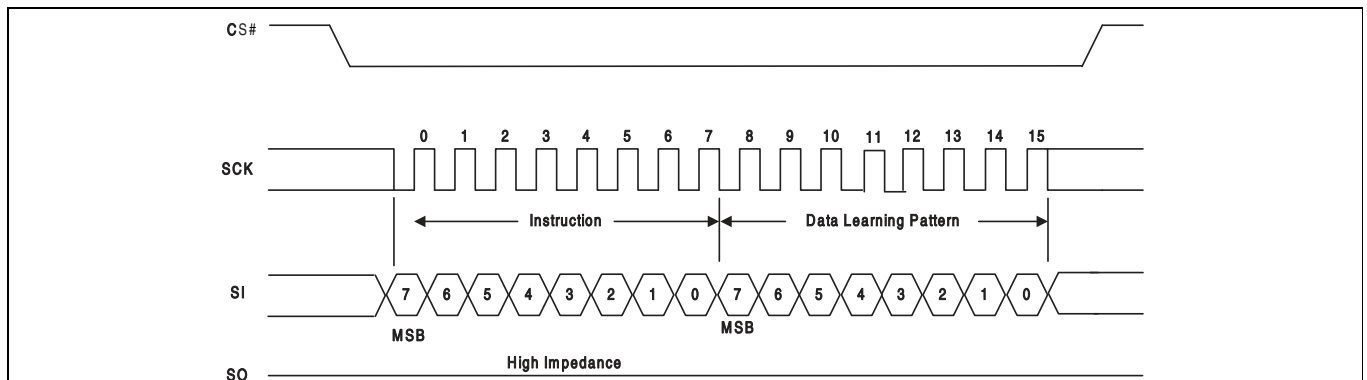 CS#
0 1 2 3 4 5 6 7 8 9 10 11 12 13 14 15
SCK
Instruction Data Learning Pattern
SI 7 6 5 4 3 2 1 0 7 6 5 4 3 2 1 0
MSB MSB
High Impedance
SO